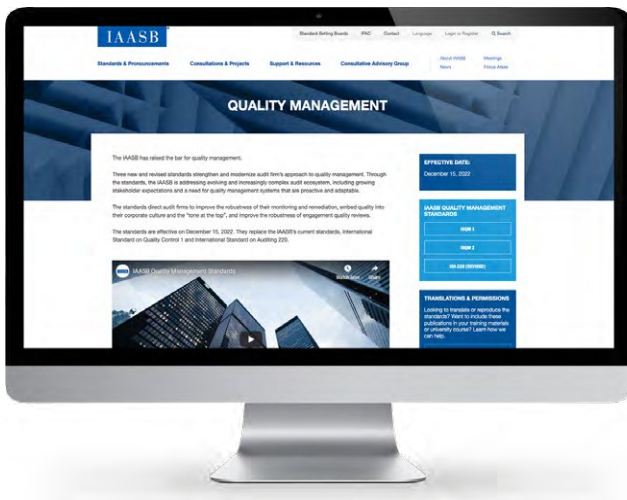 IAASB
Standard-Setting Boards IFAC Contact Language Login or Register Search
Standards & Pronouncements Consultations & Projects Support & Resources Consultative Advisory Group
About IAASB Meetings
News Focus Areas
QUALITY MANAGEMENT
The IAASB has raised the bar for quality management.
Three new and revised standards strengthen and modernize audit firm's approach to quality management. Through
the standards, the IAASB is addressing evolving and increasingly complex audit ecosystem, including growing
stakeholder expectations and a need for quality management systems that are proactive and adaptable.
The standards direct audit firms to improve the robustness of their monitoring and remediation, embed quality into
their corporate culture and the "tone at the top", and improve the robustness of engagement quality reviews.
The standards are effective on December 15, 2022. They replace the IAASB's current standards, International
Standard on Quality Control 1 and International Standard on Auditing 220.
IAASB Quality Management Standards
Watch later Share
EFFECTIVE DATE:
December 15, 2022
IAASB QUALITY MANAGEMENT
STANDARDS
ISQM 1
ISQM 2
ISA 220 (REVISED)
TRANSLATIONS & PERMISSIONS
Looking to translate or reproduce the
standards? Want to include these
publications in your training materials
or university course? Learn how we
can help.